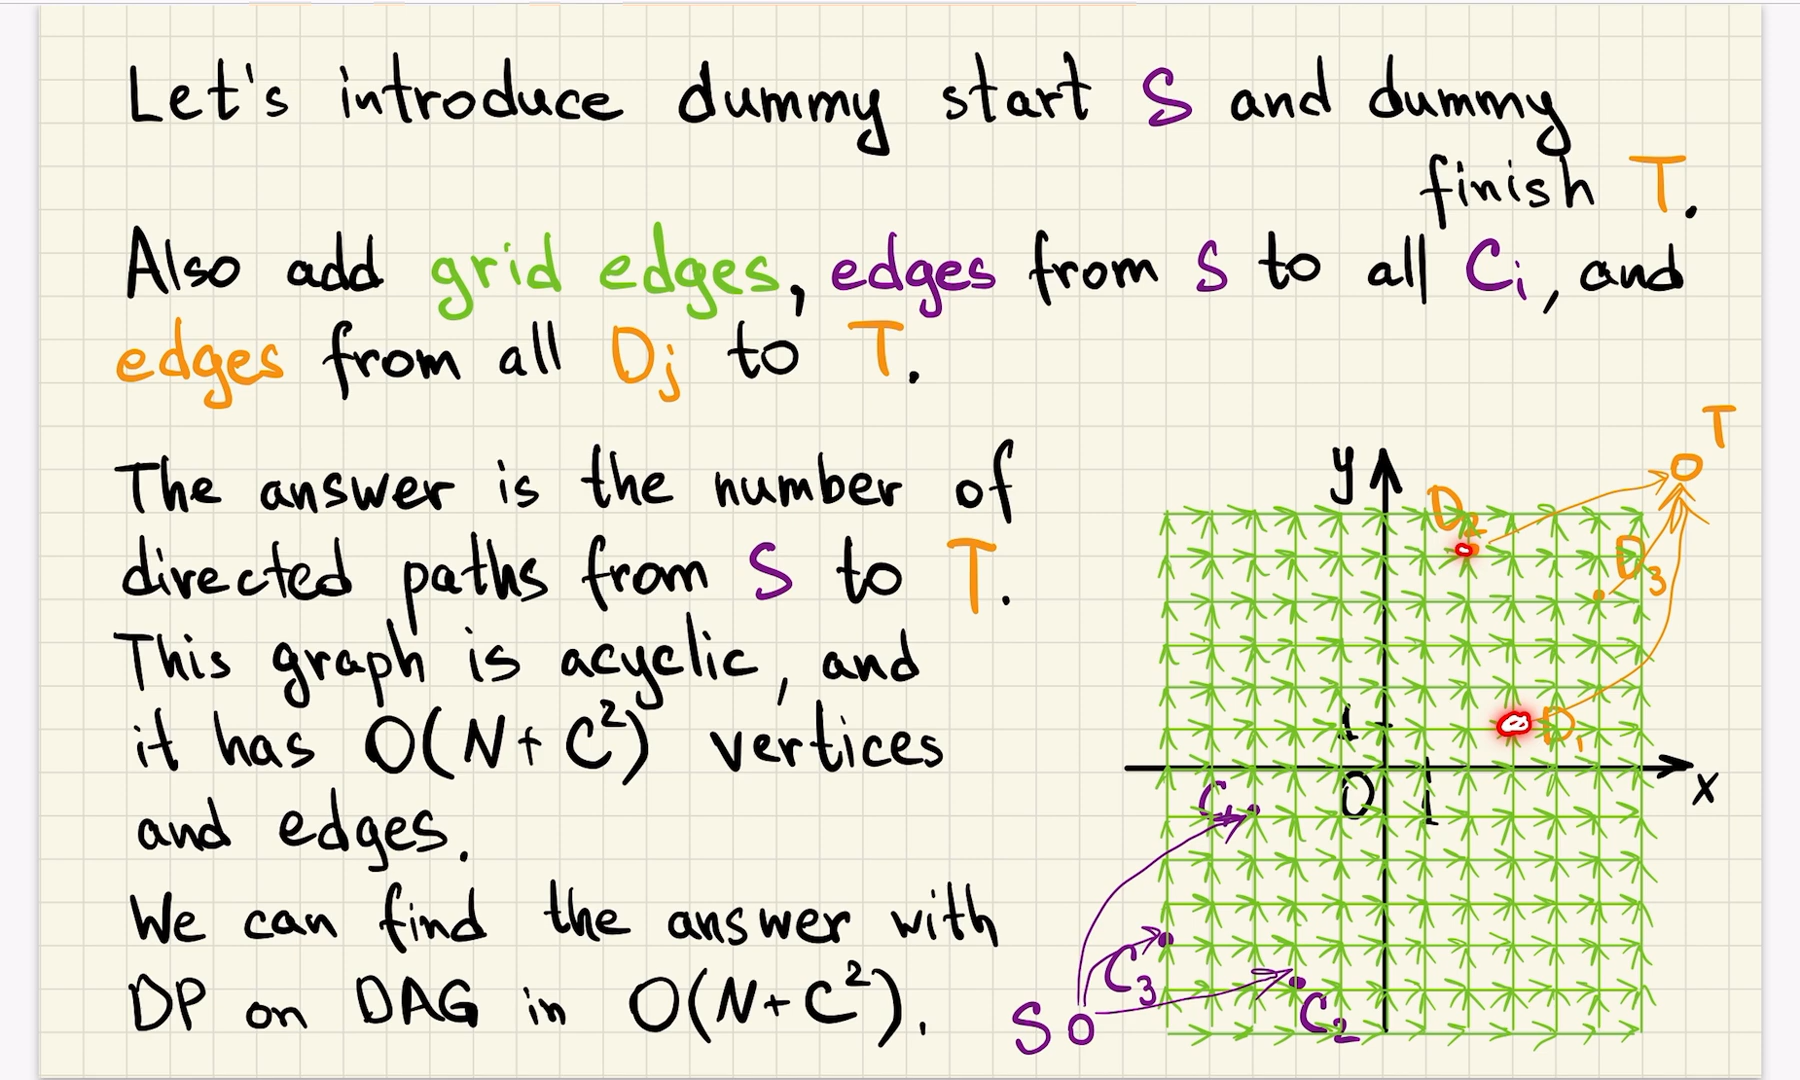 Let's introduce dummy start S and dummy
finish T.
Also add grid edges, edges from S to all Ci, and
edges from all Dj to T.
The answer is the number of
directed paths from S to T.
This graph is acyclic, and
it has O(N+C²) vertices
and edges.
We can find the answer with
DP on DAG in O(N+C²).
T
y
D₂
D₃
1
D₁
C₁
0
1
x
C₃
S
C₂